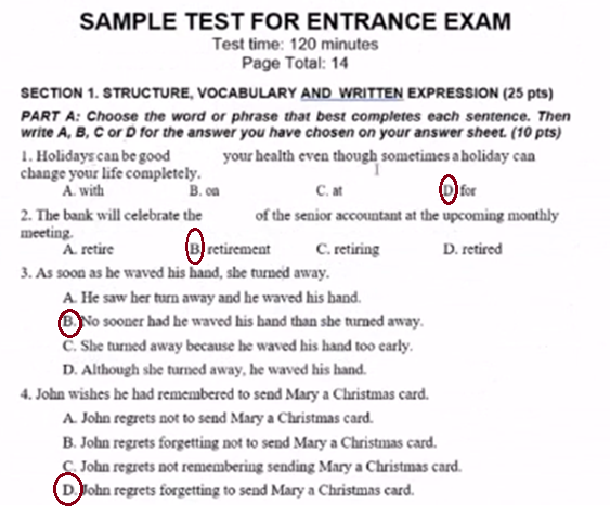 SAMPLE TEST FOR ENTRANCE EXAM
Test time: 120 minutes
Page Total: 14
SECTION 1. STRUCTURE, VOCABULARY AND WRITTEN EXPRESSION (25 pts)
PART A: Choose the word or phrase that best completes each sentence. Then
write A, B, C or D for the answer you have chosen on your answer sheet. (10 pts)
1. Holidays can be good your health even though sometimes a holiday can
change your life completely.
A. with B. on C. at D. for
2. The bank will celebrate the of the senior accountant at the upcoming monthly
meeting.
A. retire B. retirement C. retiring D. retired
3. As soon as he waved his hand, she turned away.
A. He saw her turn away and he waved his hand.
B. No sooner had he waved his hand than she turned away.
C. She turned away because he waved his hand too early.
D. Although she turned away, he waved his hand.
4. John wishes he had remembered to send Mary a Christmas card.
A. John regrets not to send Mary a Christmas card.
B. John regrets forgetting not to send Mary a Christmas card.
C. John regrets not remembering sending Mary a Christmas card.
D. John regrets forgetting to send Mary a Christmas card.